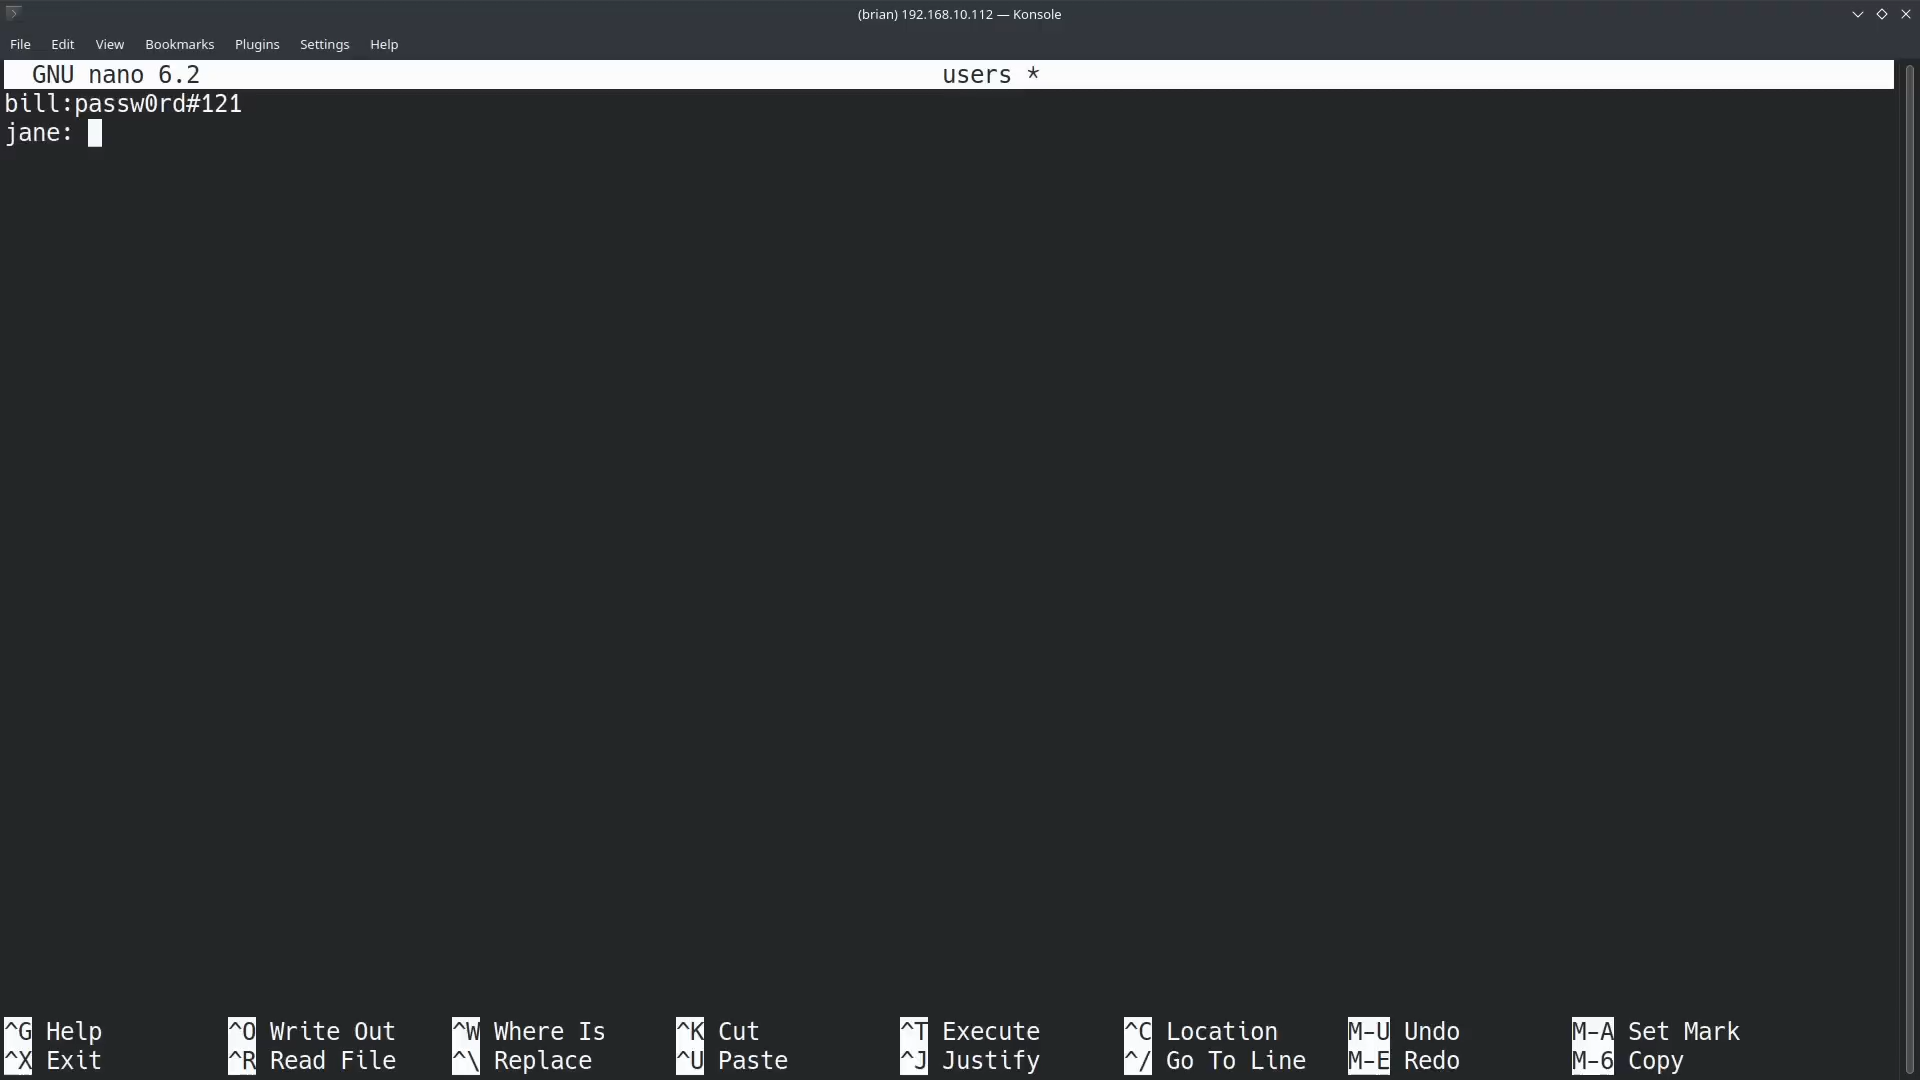 (brian) 192.168.10.112 — Konsole
File Edit View Bookmarks Plugins Settings Help
GNU nano 6.2 users *
bill:passw0rd#121
jane:
^G Help ^O Write Out ^W Where Is ^K Cut ^T Execute ^C Location M-U Undo M-A Set Mark
^X Exit ^R Read File ^\ Replace ^U Paste ^J Justify ^/ Go To Line M-E Redo M-6 Copy